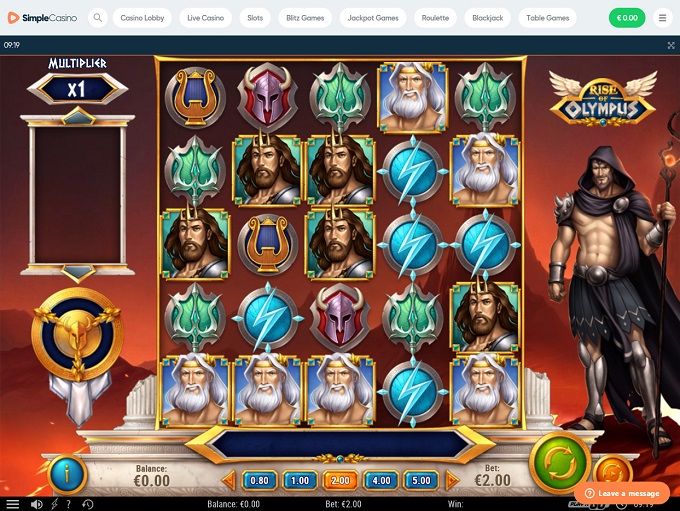 SimpleCasino
Casino Lobby
Live Casino
Slots
Blitz Games
Jackpot Games
Roulette
Blackjack
Table Games
€ 0.00
09:19
MULTIPLIER
X1
RISE
OF
OLYMPUS
Balance:
€0.00
0.80
1.00
2.00
4.00
5.00
Bet:
€2.00
Leave a message
Balance: €0.00
Bet: €2.00
Win:
09:19